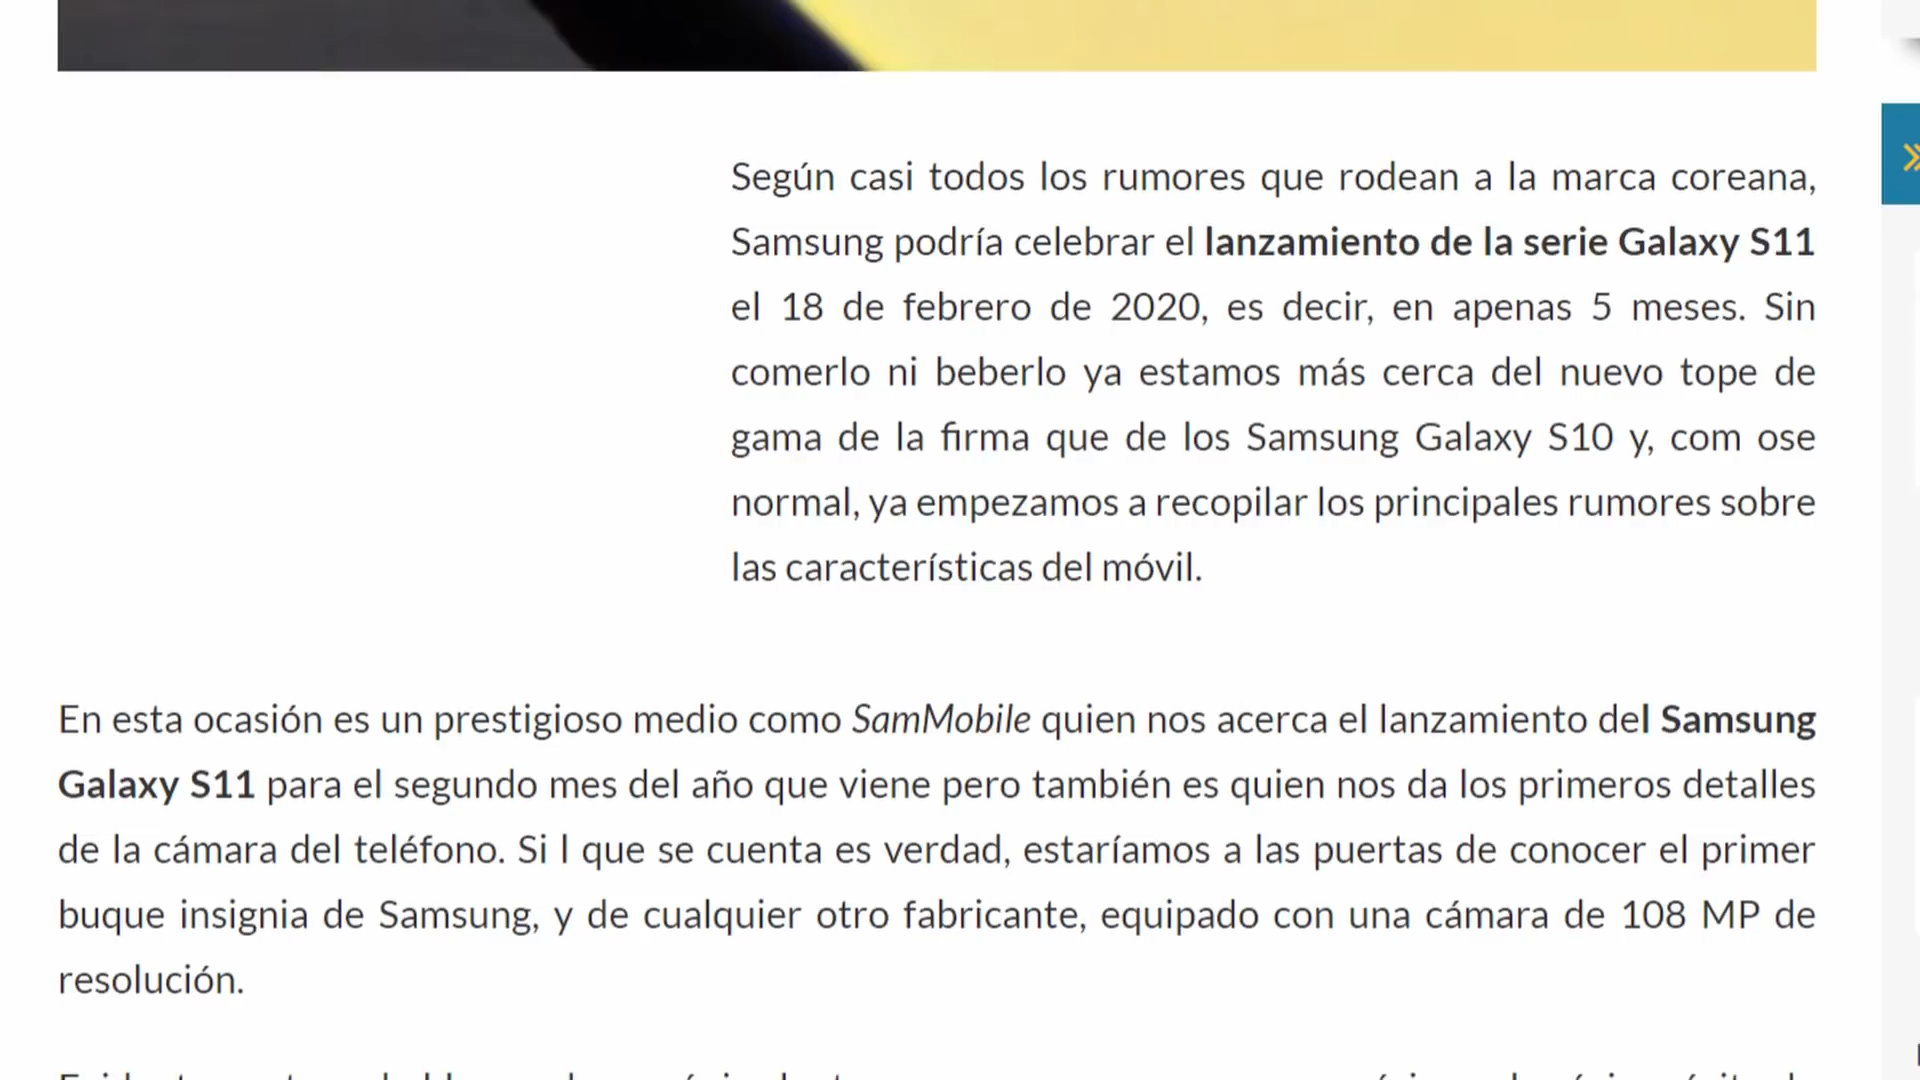 Según casi todos los rumores que rodean a la marca coreana,
Samsung podría celebrar el lanzamiento de la serie Galaxy S11
el 18 de febrero de 2020, es decir, en apenas 5 meses. Sin
comerlo ni beberlo ya estamos más cerca del nuevo tope de
gama de la firma que de los Samsung Galaxy S10 y, com ose
normal, ya empezamos a recopilar los principales rumores sobre
las características del móvil.
En esta ocasión es un prestigioso medio como SamMobile quien nos acerca el lanzamiento del Samsung
Galaxy S11 para el segundo mes del año que viene pero también es quien nos da los primeros detalles
de la cámara del teléfono. Si l que se cuenta es verdad, estaríamos a las puertas de conocer el primer
buque insignia de Samsung, y de cualquier otro fabricante, equipado con una cámara de 108 MP de
resolución.